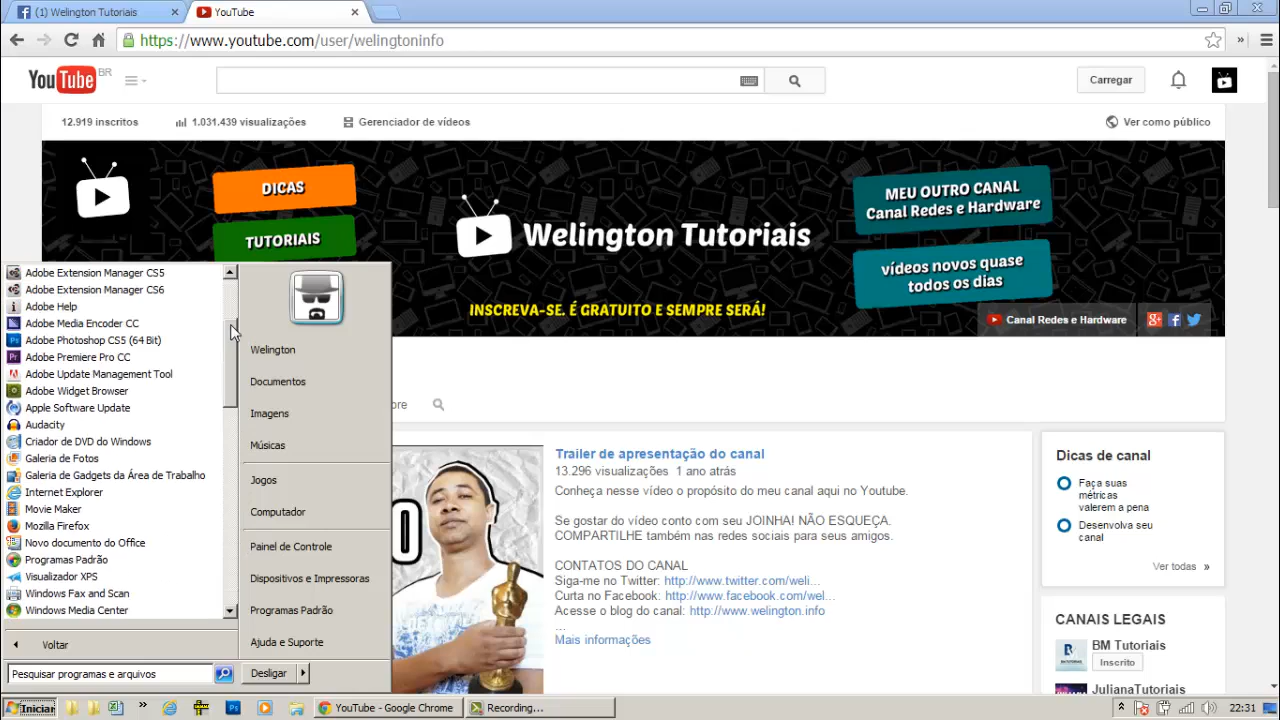 (1) Welington Tutoriais
YouTube
https://www.youtube.com/user/welingtoninfo
»
YouTube BR
Carregar
12.919 inscritos
1.031.439 visualizações
Gerenciador de vídeos
Ver como público
DICAS
TUTORIAIS
Welington Tutoriais
INSCREVA-SE. É GRATUITO E SEMPRE SERÁ!
MEU OUTRO CANAL
Canal Redes e Hardware
vídeos novos quase
todos os dias
Canal Redes e Hardware
Adobe Extension Manager CS5
Adobe Extension Manager CS6
Adobe Help
Adobe Media Encoder CC
Adobe Photoshop CS5 (64 Bit)
Adobe Premiere Pro CC
Adobe Update Management Tool
Adobe Widget Browser
Apple Software Update
Audacity
Criador de DVD do Windows
Galeria de Fotos
Galeria de Gadgets da Área de Trabalho
Internet Explorer
Movie Maker
Mozilla Firefox
Novo documento do Office
Programas Padrão
Visualizador XPS
Windows Fax and Scan
Windows Media Center
Voltar
Pesquisar programas e arquivos
Welington
Documentos
Imagens
Músicas
Jogos
Computador
Painel de Controle
Dispositivos e Impressoras
Programas Padrão
Ajuda e Suporte
Desligar
ore
Trailer de apresentação do canal
13.296 visualizações 1 ano atrás
Conheça nesse vídeo o propósito do meu canal aqui no Youtube.
Se gostar do vídeo conto com seu JOINHA! NÃO ESQUEÇA.
COMPARTILHE também nas redes sociais para seus amigos.
CONTATOS DO CANAL
Siga-me no Twitter: http://www.twitter.com/weli...
Curta no Facebook: http://www.facebook.com/wel...
Acesse o blog do canal: http://www.welington.info
...
Mais informações
Dicas de canal
Faça suas
métricas
valerem a pena
Desenvolva seu
canal
Ver todas »
CANAIS LEGAIS
BM Tutoriais
Inscrito
JulianaTutoriais
Iniciar
»
YouTube - Google Chrome
Recording...
22:31